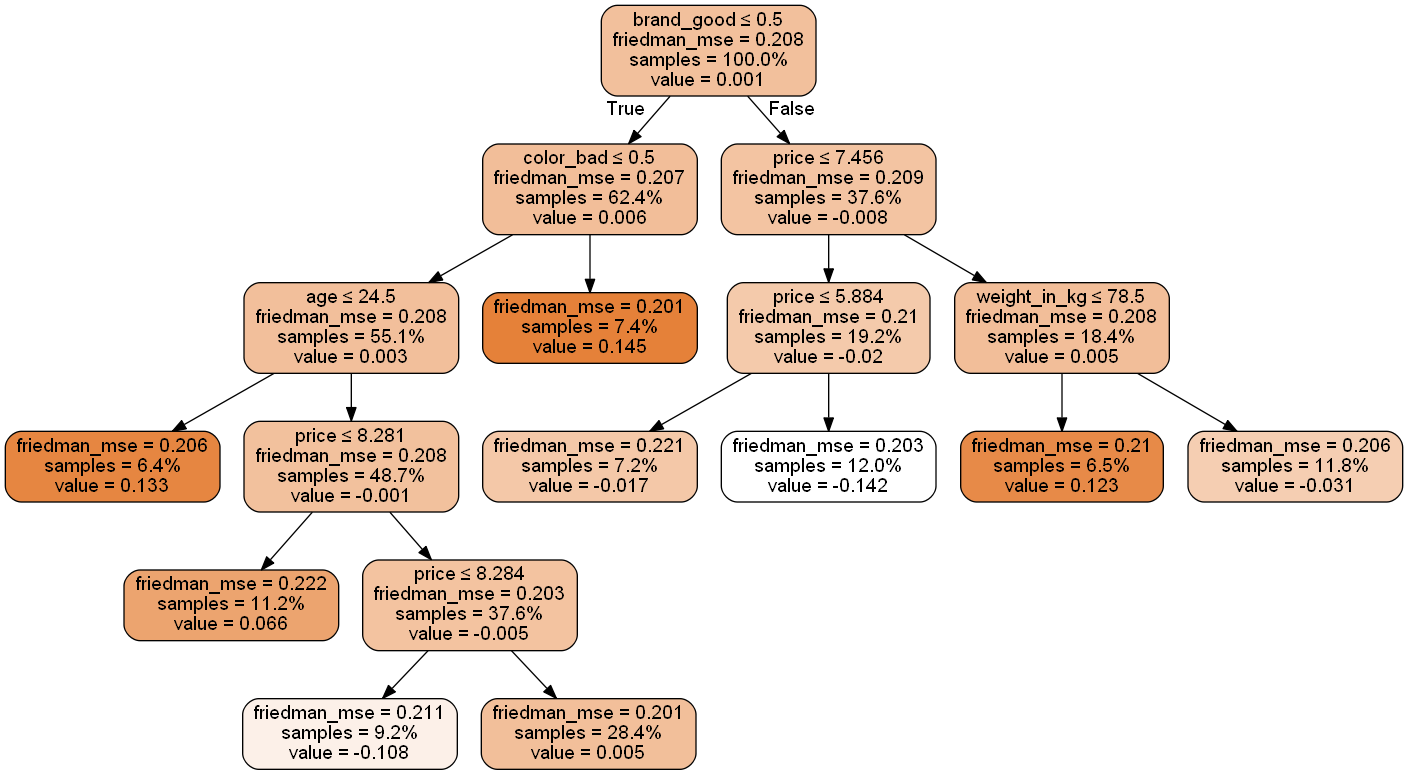 brand_good ≤ 0.5
friedman_mse = 0.208
samples = 100.0%
value = 0.001
True
False
color_bad ≤ 0.5
friedman_mse = 0.207
samples = 62.4%
value = 0.006
price ≤ 7.456
friedman_mse = 0.209
samples = 37.6%
value = -0.008
age ≤ 24.5
friedman_mse = 0.208
samples = 55.1%
value = 0.003
friedman_mse = 0.201
samples = 7.4%
value = 0.145
price ≤ 5.884
friedman_mse = 0.21
samples = 19.2%
value = -0.02
weight_in_kg ≤ 78.5
friedman_mse = 0.208
samples = 18.4%
value = 0.005
friedman_mse = 0.206
samples = 6.4%
value = 0.133
price ≤ 8.281
friedman_mse = 0.208
samples = 48.7%
value = -0.001
friedman_mse = 0.221
samples = 7.2%
value = -0.017
friedman_mse = 0.203
samples = 12.0%
value = -0.142
friedman_mse = 0.21
samples = 6.5%
value = 0.123
friedman_mse = 0.206
samples = 11.8%
value = -0.031
friedman_mse = 0.222
samples = 11.2%
value = 0.066
price ≤ 8.284
friedman_mse = 0.203
samples = 37.6%
value = -0.005
friedman_mse = 0.211
samples = 9.2%
value = -0.108
friedman_mse = 0.201
samples = 28.4%
value = 0.005